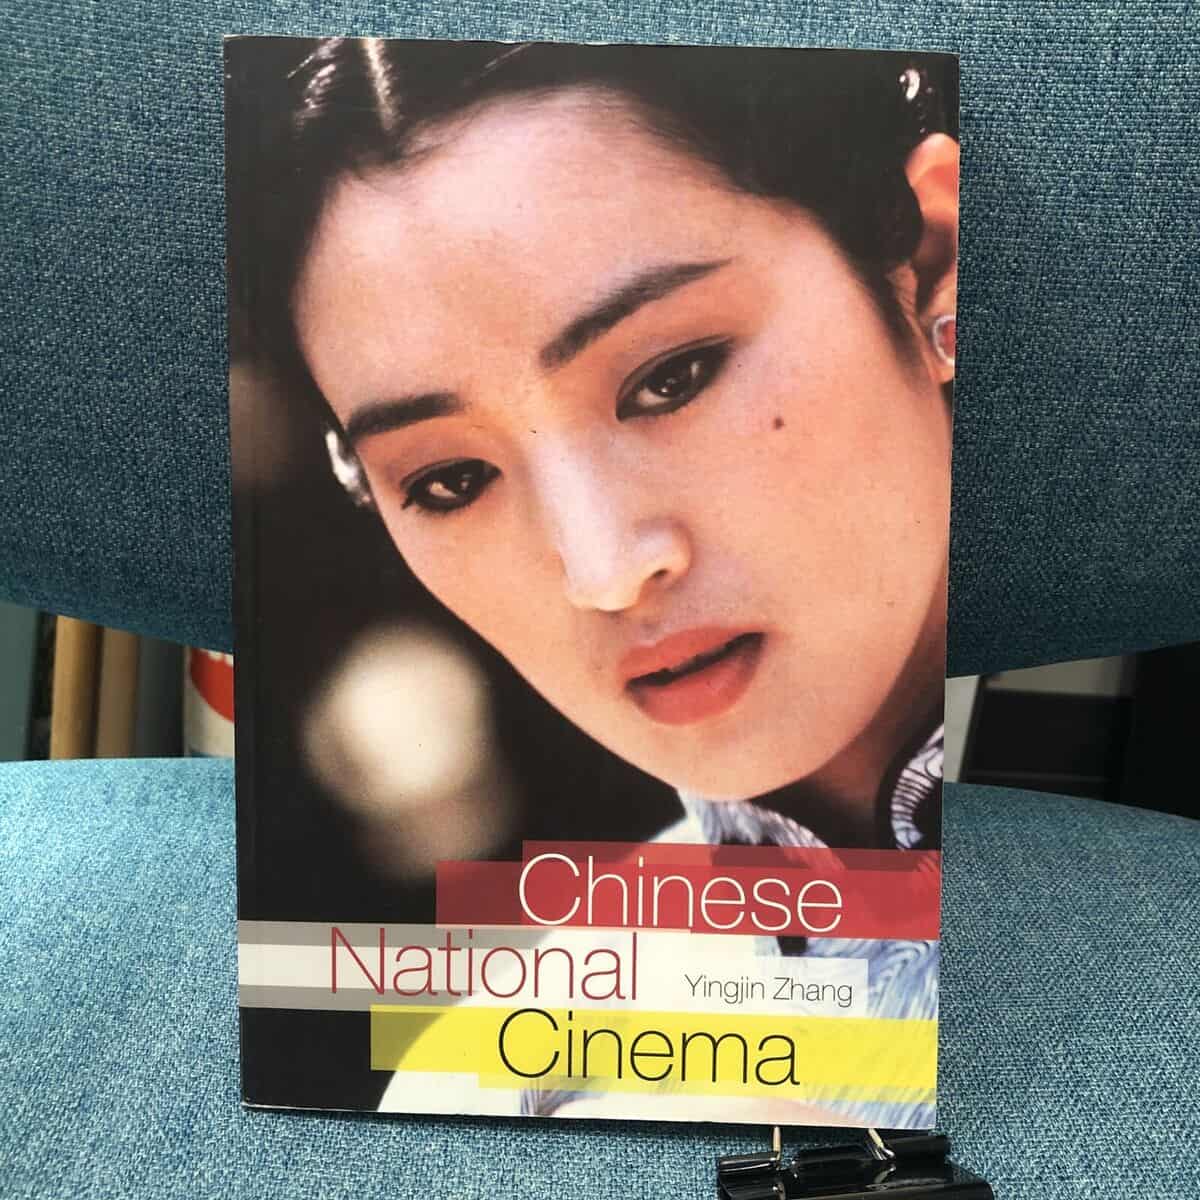 Chinese
National
Yingjin Zhang
Cinema